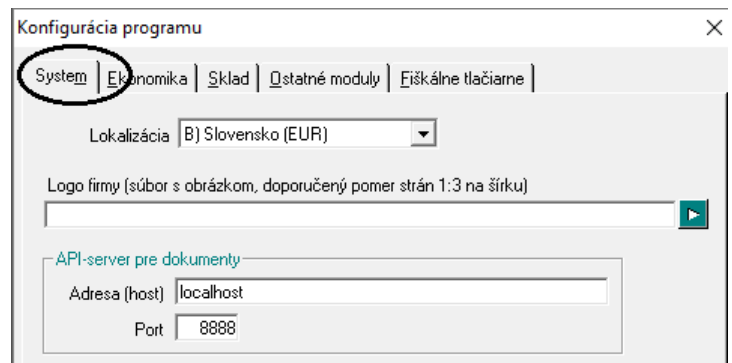 Konfigurácia programu
System Ekonomika Sklad Ostatné moduly Fiškálne tlačiarne
Lokalizácia B) Slovensko (EUR)
Logo firmy (súbor s obrázkom, doporučený pomer strán 1:3 na šírku)
API-server pre dokumenty
Adresa (host) localhost
Port 8888